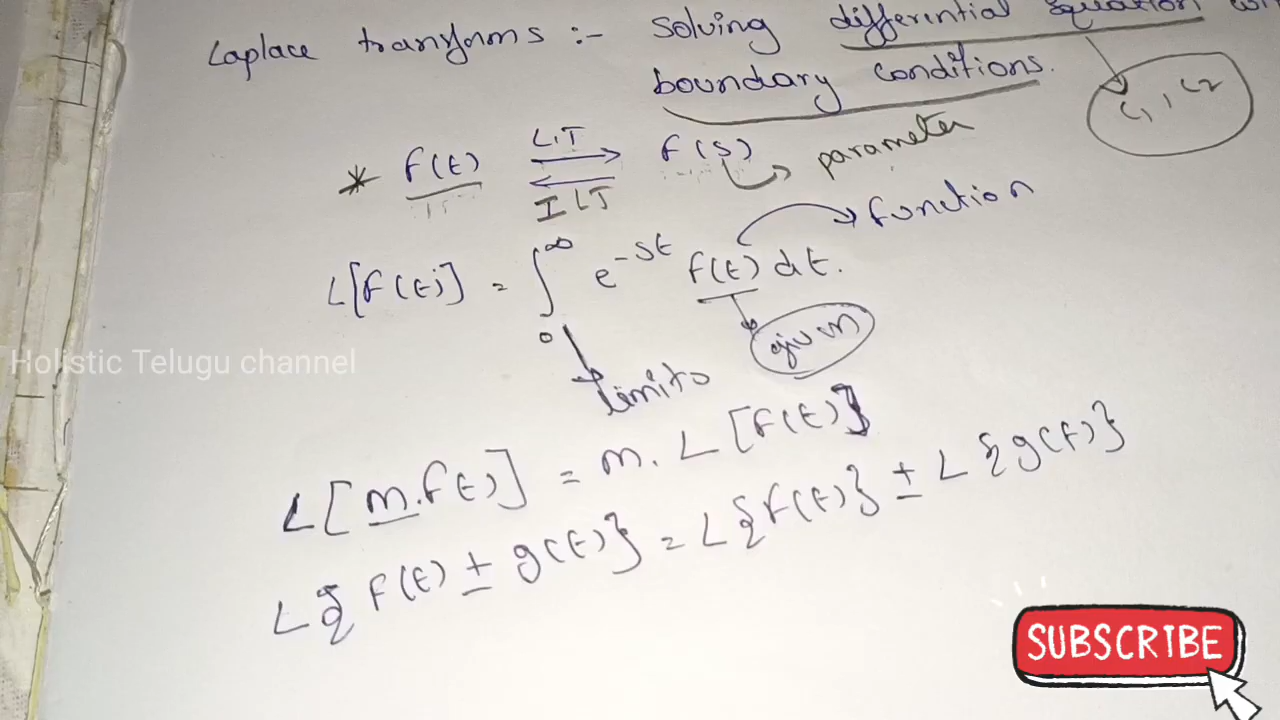 Laplace transforms :- solving differential equation
boundary conditions.
C1, C2
* f(t) L.T f(s) parameter
ILT
function
L[f(t)] = ∫₀^∞ e^-st f(t) dt.
given
Holistic Telugu channel
limits
L[m.f(t)] = m. L[f(t)]
L{f(t) ± g(t)} = L{f(t)} ± L{g(t)}
SUBSCRIBE